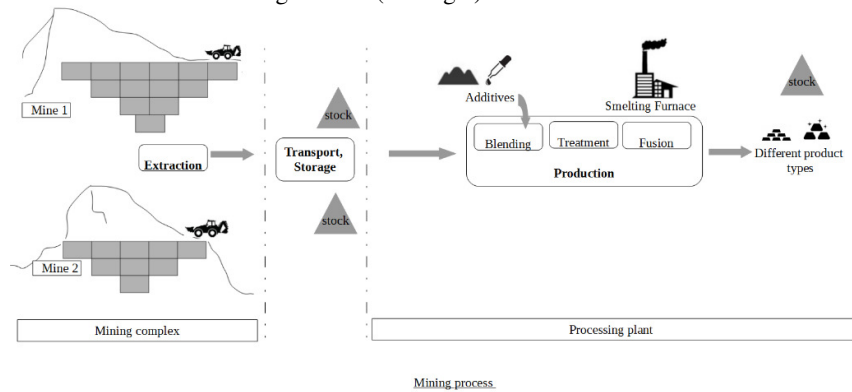 Mine 1
Extraction
Mine 2
Mining complex
stock
Transport,
Storage
stock
Additives
Smelting Furnace
Blending
Treatment
Fusion
Production
stock
Different product
types
Processing plant
Mining process